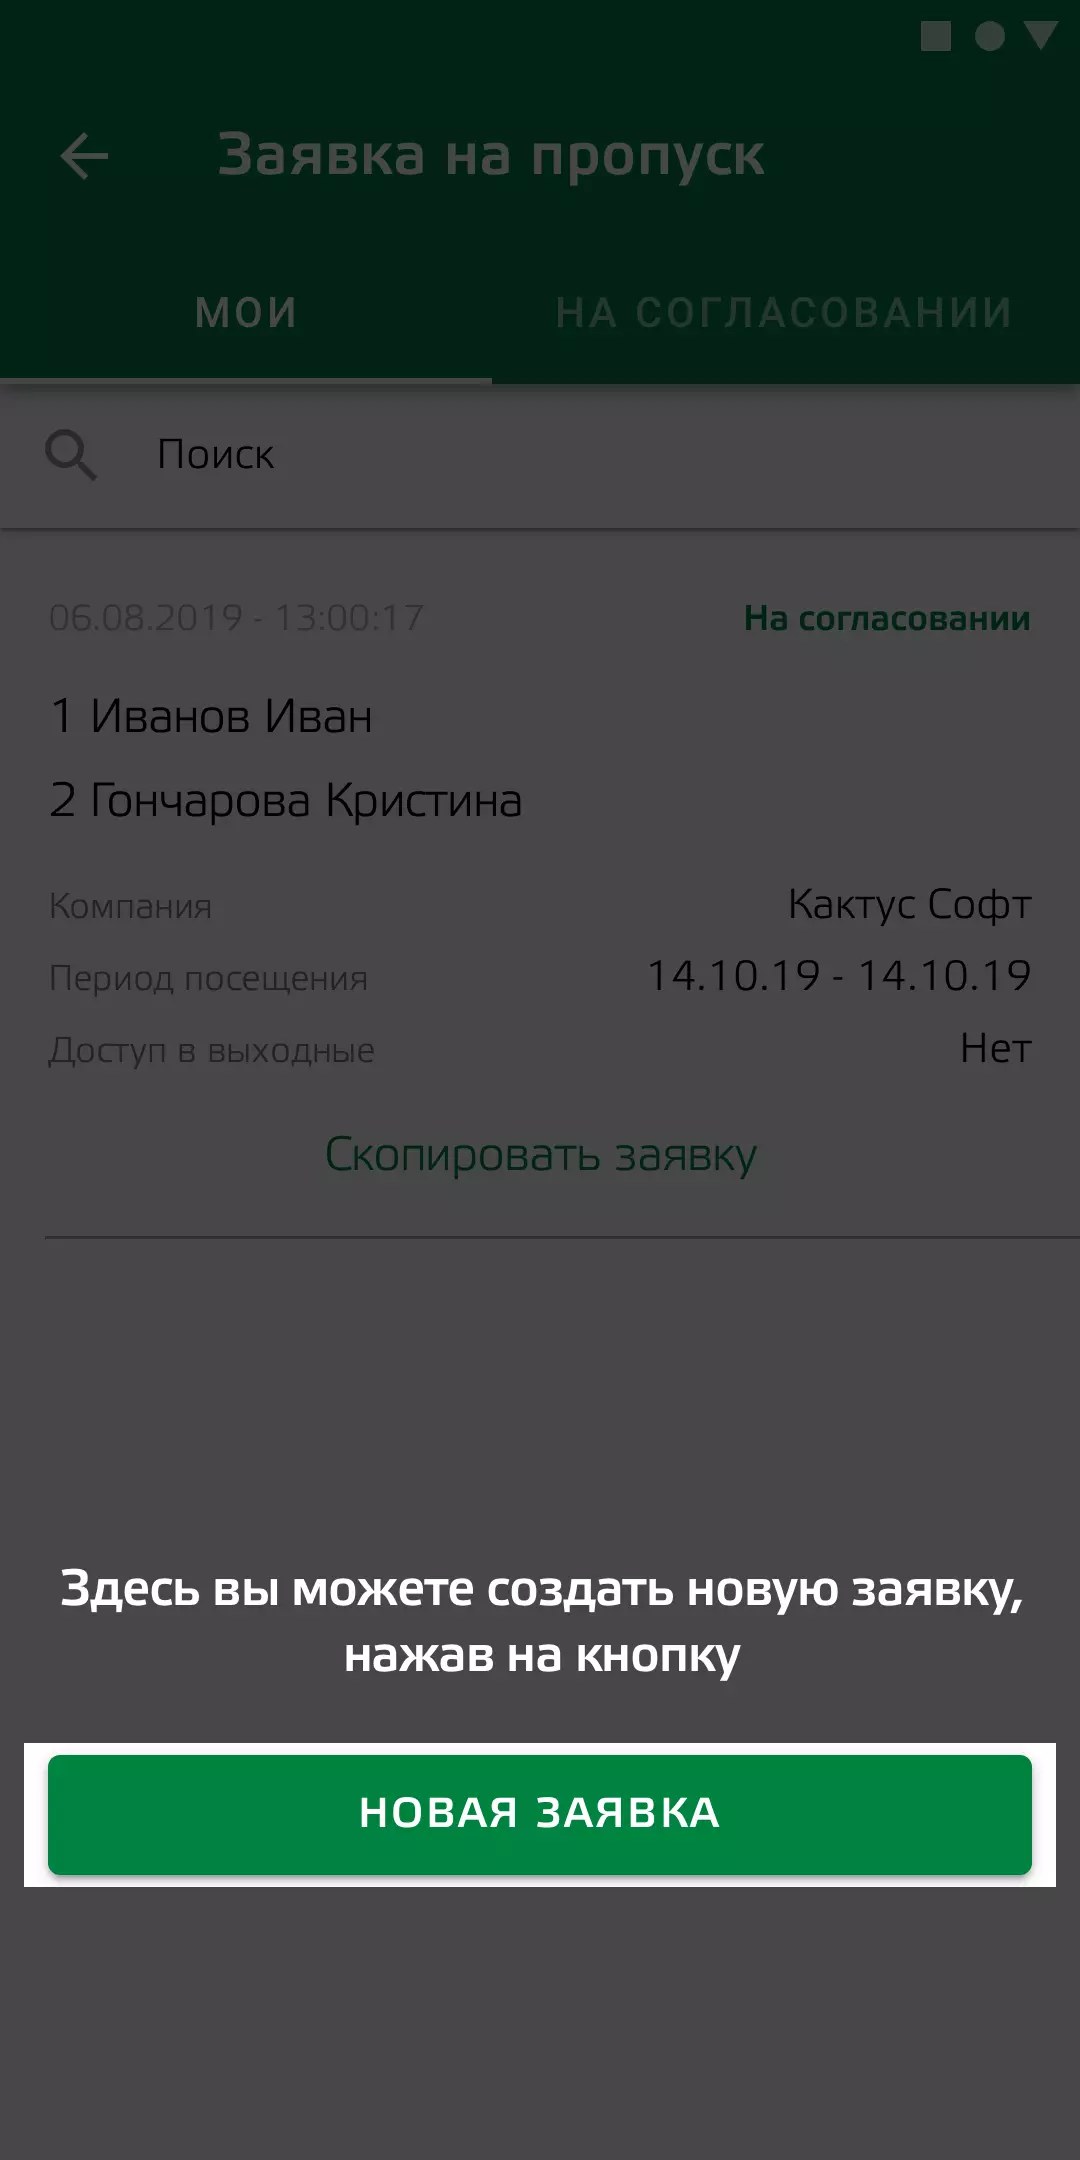 Заявка на пропуск
МОИ
НА СОГЛАСОВАНИИ
Поиск
06.08.2019 - 13:00:17
На согласовании
1 Иванов Иван
2 Гончарова Кристина
Компания
Кактус Софт
Период посещения
14.10.19 - 14.10.19
Доступ в выходные
Нет
Скопировать заявку
Здесь вы можете создать новую заявку,
нажав на кнопку
НОВАЯ ЗАЯВКА